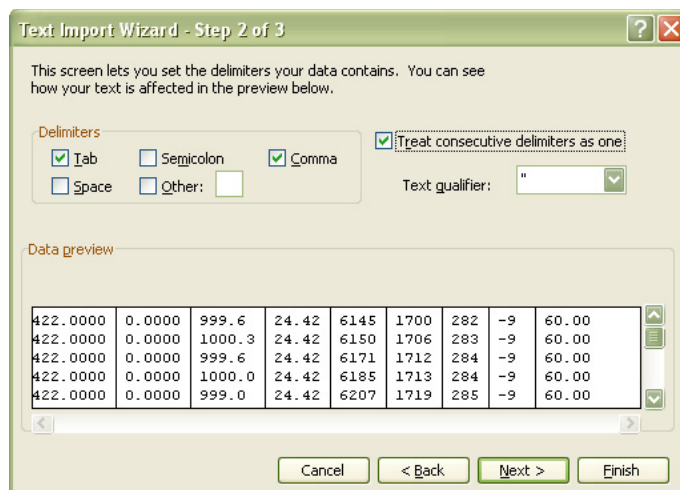 Text Import Wizard - Step 2 of 3
This screen lets you set the delimiters your data contains. You can see
how your text is affected in the preview below.
Delimiters
Tab Semicolon Comma
Space Other:
Treat consecutive delimiters as one
Text qualifier: "
Data preview
422.0000 0.0000 999.6 24.42 6145 1700 282 -9 60.00
422.0000 0.0000 1000.3 24.42 6150 1706 283 -9 60.00
422.0000 0.0000 999.6 24.42 6171 1712 284 -9 60.00
422.0000 0.0000 1000.0 24.42 6185 1713 284 -9 60.00
422.0000 0.0000 999.0 24.42 6207 1719 285 -9 60.00
Cancel < Back Next > Finish